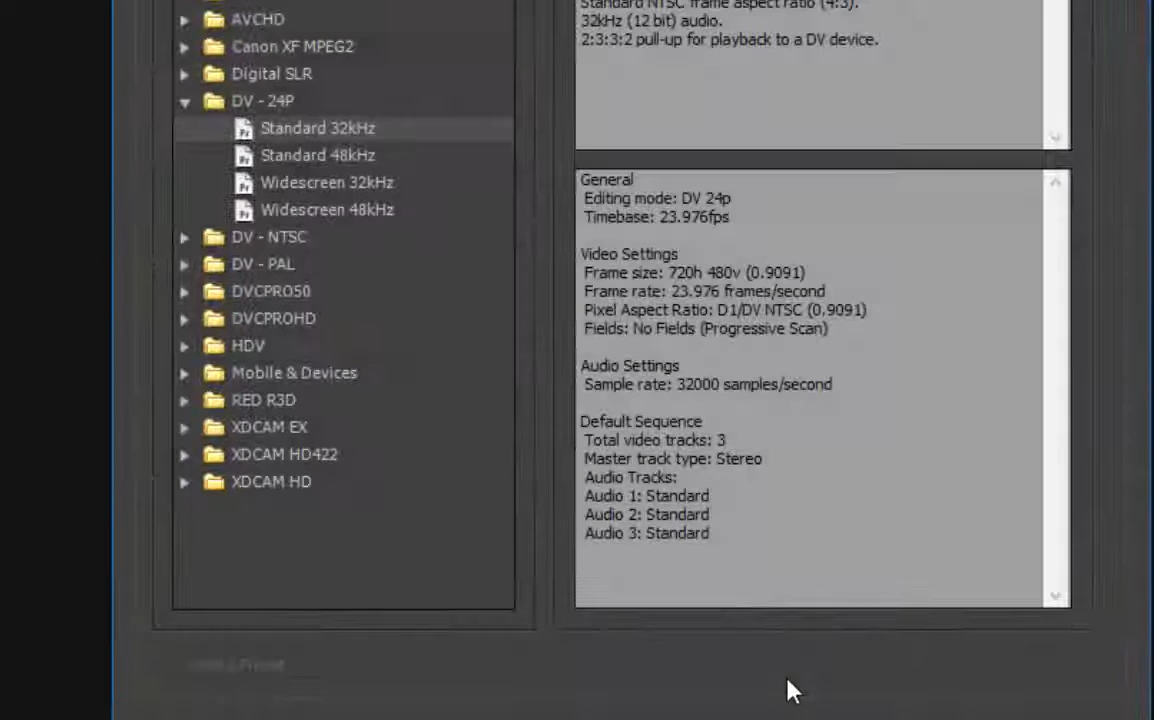 AVCHD
Canon XF MPEG2
Digital SLR
DV - 24P
Standard 32kHz
Standard 48kHz
Widescreen 32kHz
Widescreen 48kHz
DV - NTSC
DV - PAL
DVCPRO50
DVCPROHD
HDV
Mobile & Devices
RED R3D
XDCAM EX
XDCAM HD422
XDCAM HD
Standard NTSC frame aspect ratio (4:3).
32kHz (12 bit) audio.
2:3:3:2 pull-up for playback to a DV device.
General
Editing mode: DV 24p
Timebase: 23.976fps
Video Settings
Frame size: 720h 480v (0.9091)
Frame rate: 23.976 frames/second
Pixel Aspect Ratio: D1/DV NTSC (0.9091)
Fields: No Fields (Progressive Scan)
Audio Settings
Sample rate: 32000 samples/second
Default Sequence
Total video tracks: 3
Master track type: Stereo
Audio Tracks:
Audio 1: Standard
Audio 2: Standard
Audio 3: Standard